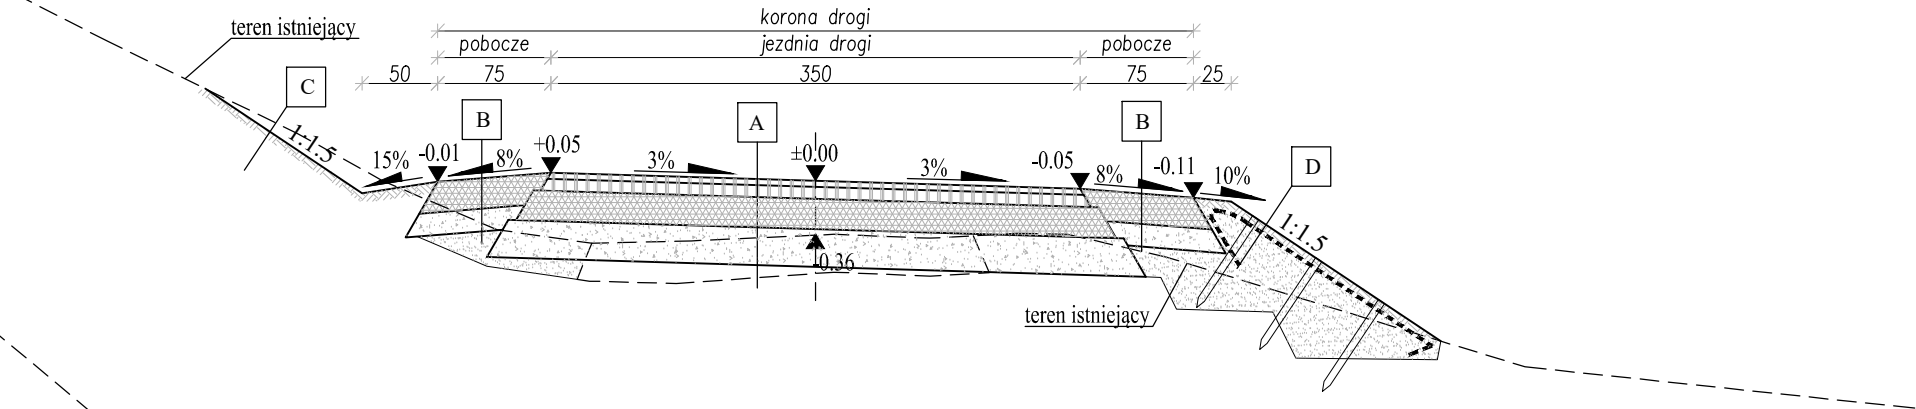 korona drogi
teren istniejący
pobocze
jezdnia drogi
pobocze
50
75
350
75
25
C
B
A
B
D
1:1.5
15%
-0.01
8%
+0.05
3%
±0.00
3%
-0.05
8%
-0.11
10%
1:1.5
-0.36
teren istniejący